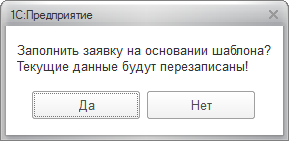 1С:Предприятие
Заполнить заявку на основании шаблона?
Текущие данные будут перезаписаны!
Да
Нет